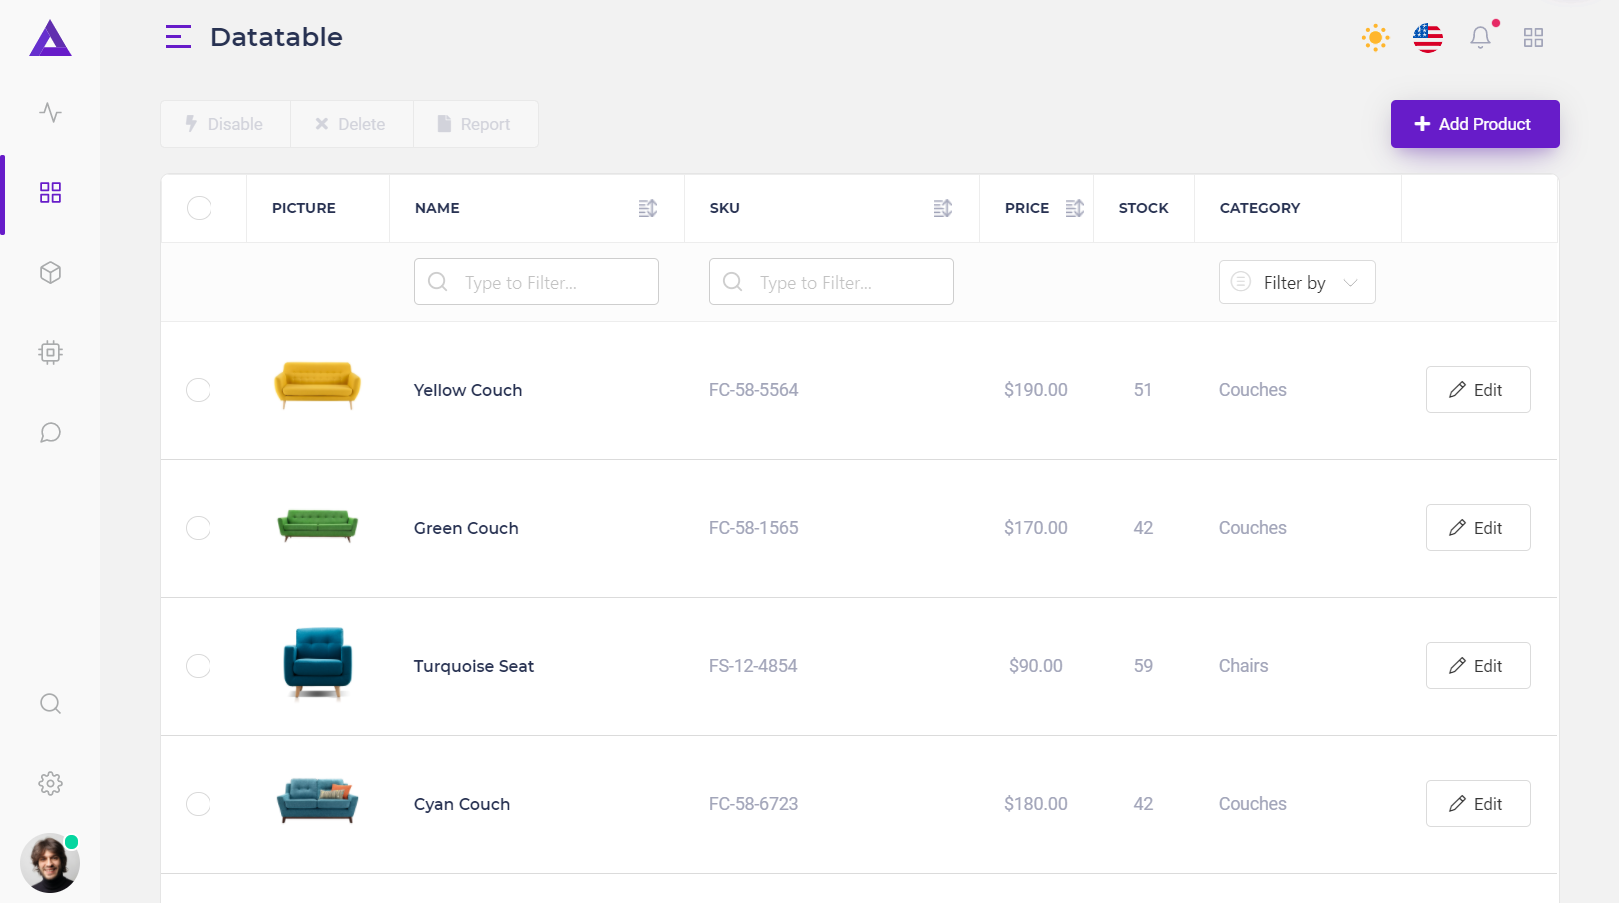 Datatable
Disable Delete Report
Add Product
PICTURE NAME SKU PRICE STOCK CATEGORY
Type to Filter... Type to Filter... Filter by
Yellow Couch FC-58-5564 $190.00 51 Couches Edit
Green Couch FC-58-1565 $170.00 42 Couches Edit
Turquoise Seat FS-12-4854 $90.00 59 Chairs Edit
Cyan Couch FC-58-6723 $180.00 42 Couches Edit